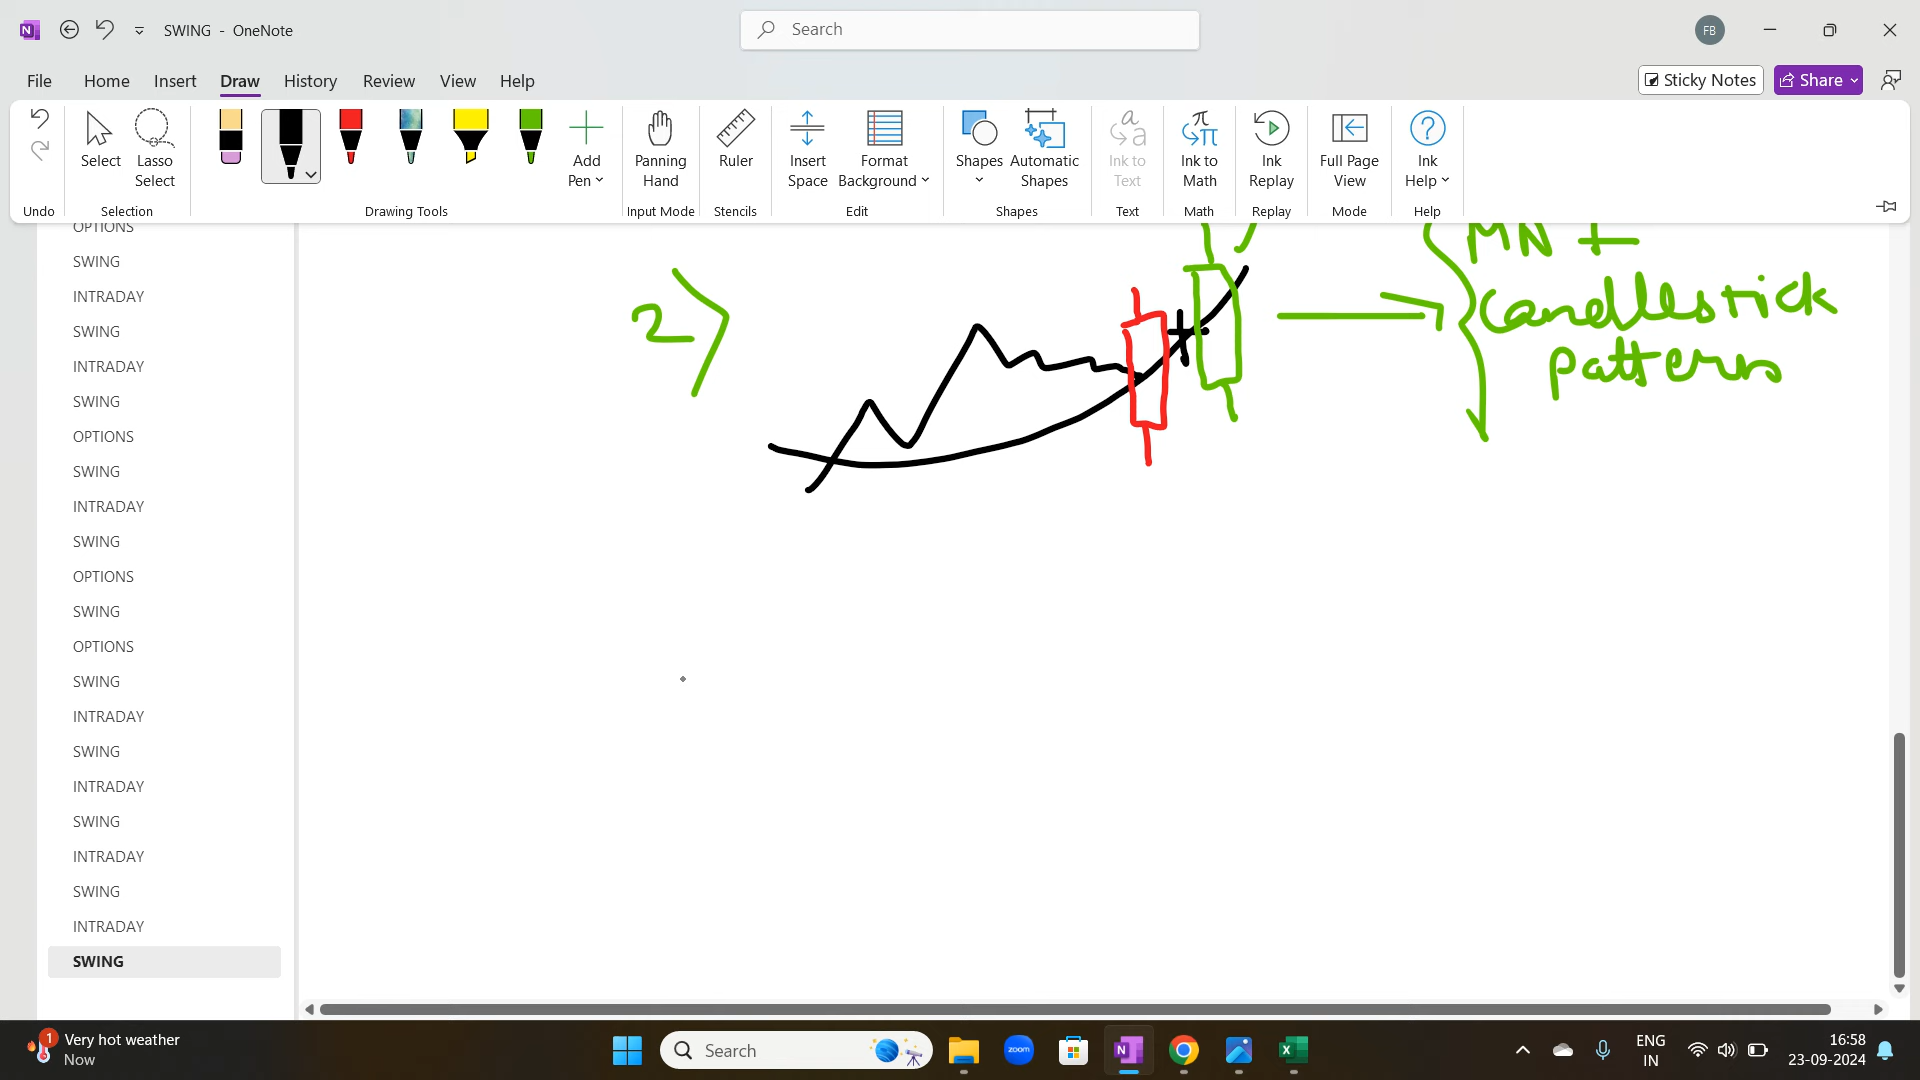 SWING - OneNote
Search
FB
File Home Insert Draw History Review View Help
Sticky Notes
Share
Select
Lasso Select
Add Pen
Panning Hand
Ruler
Insert Space
Format Background
Shapes
Automatic Shapes
Ink to Text
Ink to Math
Ink Replay
Full Page View
Ink Help
Undo
Selection
Drawing Tools
Input Mode
Stencils
Edit
Shapes
Text
Math
Replay
Mode
Help
OPTIONS
SWING
INTRADAY
SWING
INTRADAY
SWING
OPTIONS
SWING
INTRADAY
SWING
OPTIONS
SWING
OPTIONS
SWING
INTRADAY
SWING
INTRADAY
SWING
INTRADAY
SWING
INTRADAY
SWING
2)
MN +
Candlestick
patterns
1
Very hot weather
Now
Search
zoom
ENG
IN
16:58
23-09-2024